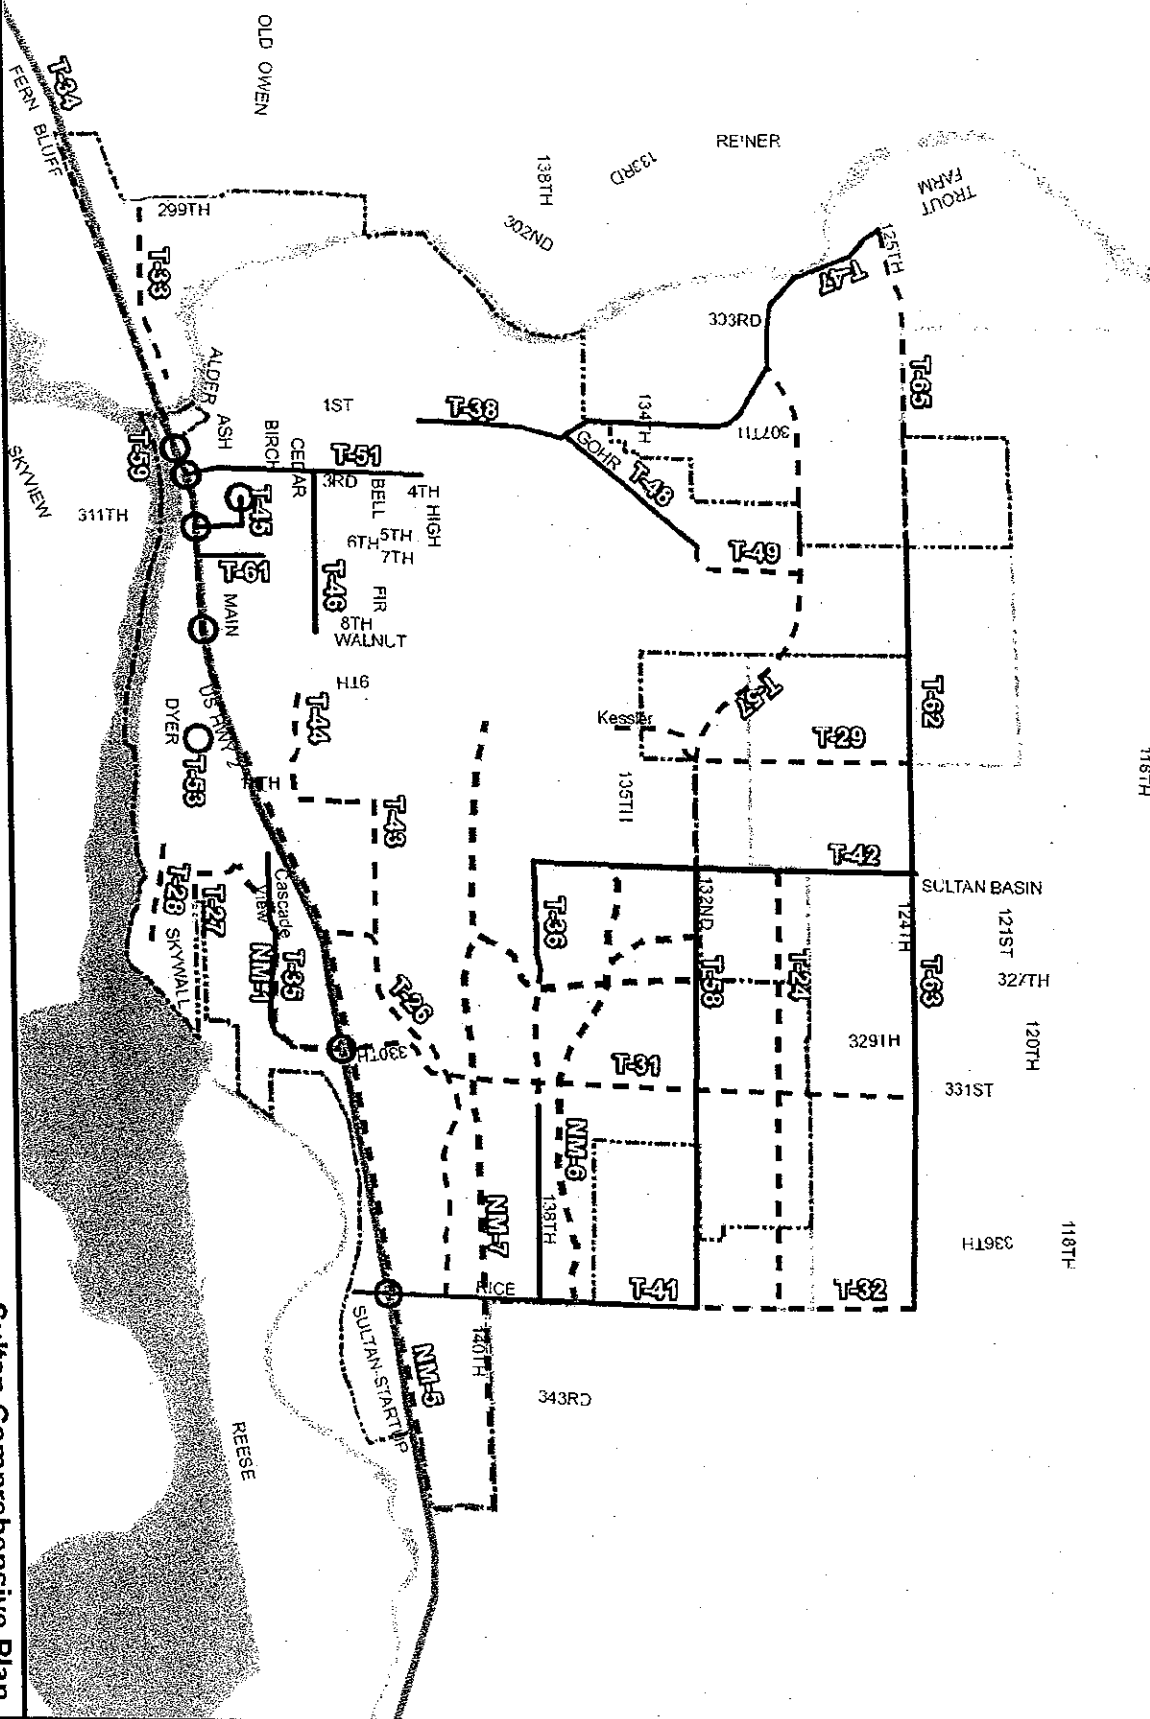 OLD OWEN
T-34
FERN BLUFF
REINER
138TH
133RD
302ND
TROUT
FARM
125TH
T-47
299TH
T-33
303RD
T-65
ALDER
ASH
1ST
T-38
134TH
307TH
BIRCH
CEDAR
T-51
GOHR
T-48
T-59
SKYVIEW
311TH
3RD
BELL
4TH
HIGH
T-45
5TH
6TH
7TH
T-49
T-61
T-46
FIR
MAIN
8TH
WALNUT
9TH
T-44
T-57
T-62
Kessler
T-29
US HWY 2
DYER
T-53
116TH
135TH
T-43
T-42
SULTAN BASIN
T-28
T-27
SKYWALL
Cascade
View
T-35
NM-1
T-36
132ND
T-58
124TH
T-63
121ST
327TH
T-26
329TH
120TH
330TH
T-31
331ST
NM-6
NM-7
138TH
336TH
118TH
RICE
T-41
T-32
SULTAN-STARTUP
140TH
NM-5
343RD
REESE
Sultan Comprehensive Plan